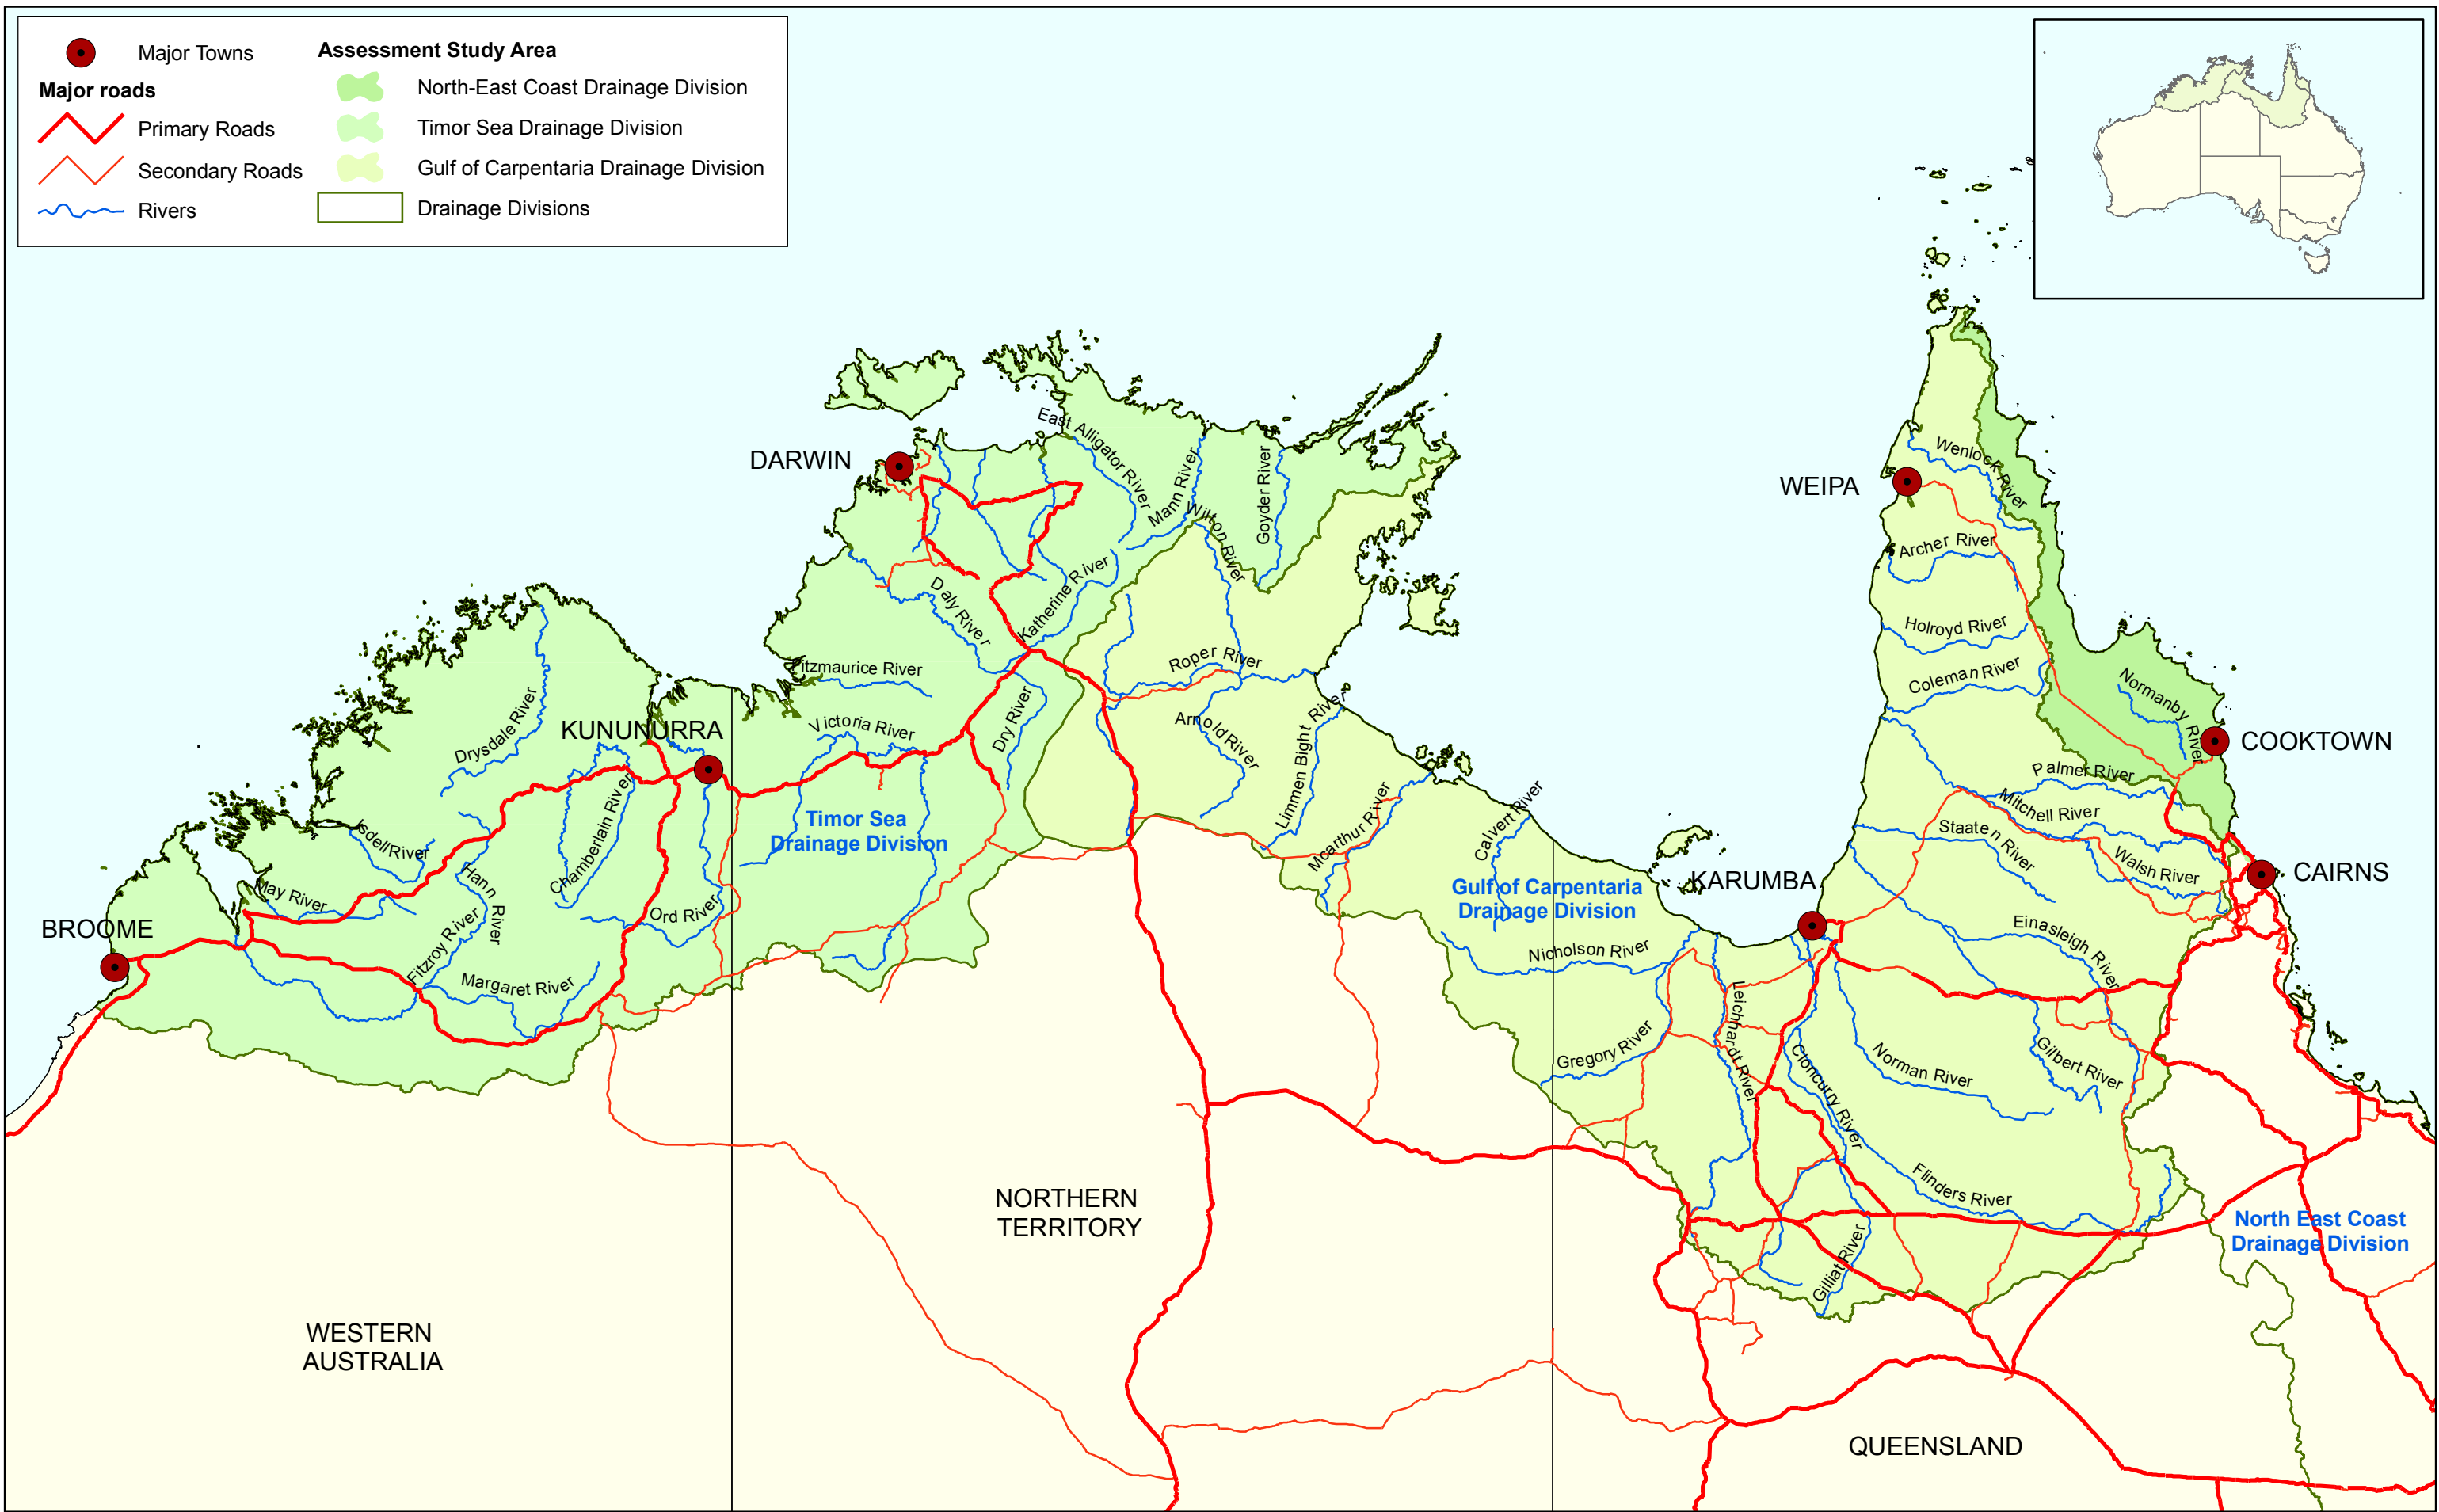 Major Towns
Major roads
Primary Roads
Secondary Roads
Rivers
Assessment Study Area
North-East Coast Drainage Division
Timor Sea Drainage Division
Gulf of Carpentaria Drainage Division
Drainage Divisions
DARWIN
East Alligator River
Mann River
Goyder River
Wilton River
WEIPA
Wenlock River
Archer River
Daly River
Katherine River
Holroyd River
Roper River
Fitzmaurice River
Coleman River
Normanby River
Drysdale River
KUNUNURRA
Victoria River
Dry River
Arnold River
Limmen Bight River
COOKTOWN
Palmer River
Mitchell River
Staaten River
Walsh River
CAIRNS
Isdell River
Chamberlain River
Timor Sea
Drainage Division
Mcarthur River
Calvert River
May River
Hann River
Fitzroy River
Ord River
Gulf of Carpentaria
Drainage Division
KARUMBA
BROOME
Margaret River
Nicholson River
Einasleigh River
Leichhardt River
Gregory River
Cloncurry River
Norman River
Gilbert River
Flinders River
Gilliat River
NORTHERN
TERRITORY
North East Coast
Drainage Division
WESTERN
AUSTRALIA
QUEENSLAND